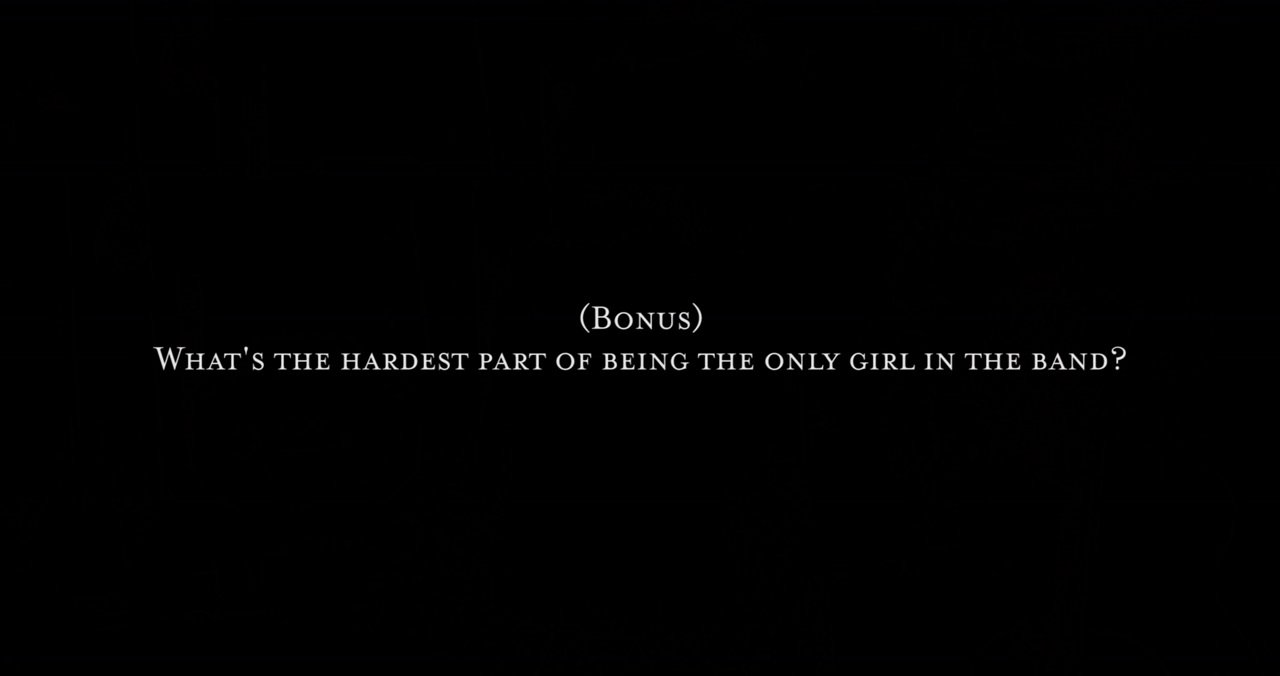 (Bonus)
What's the hardest part of being the only girl in the band?